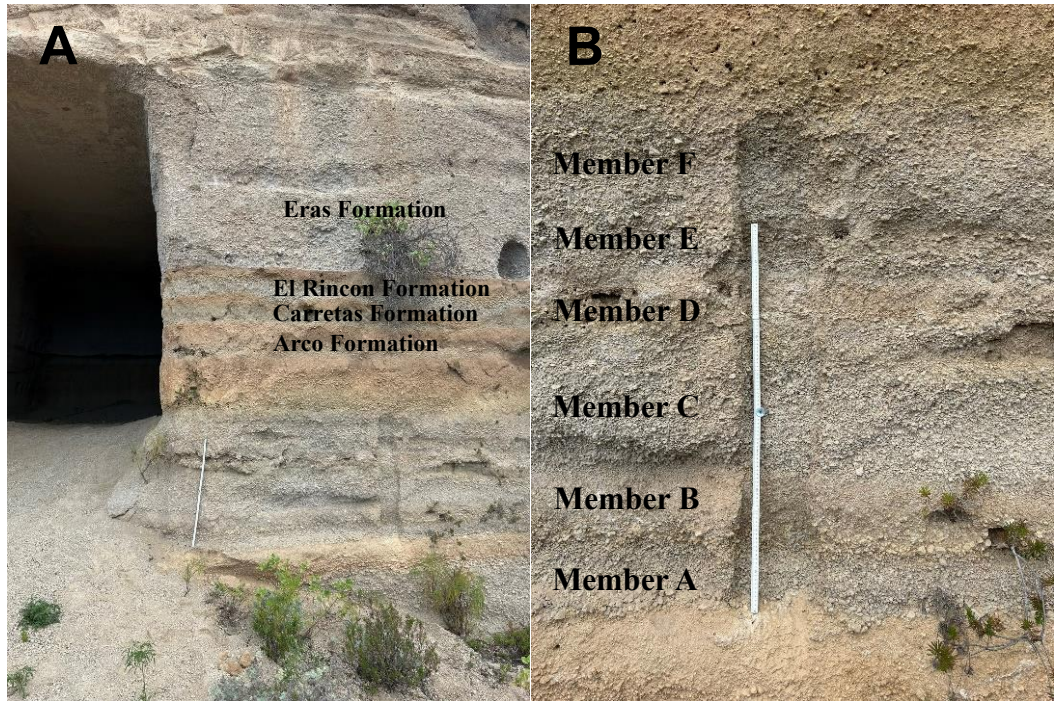 A
Eras Formation
El Rincon Formation
Carretas Formation
Arco Formation
B
Member F
Member E
Member D
Member C
Member B
Member A